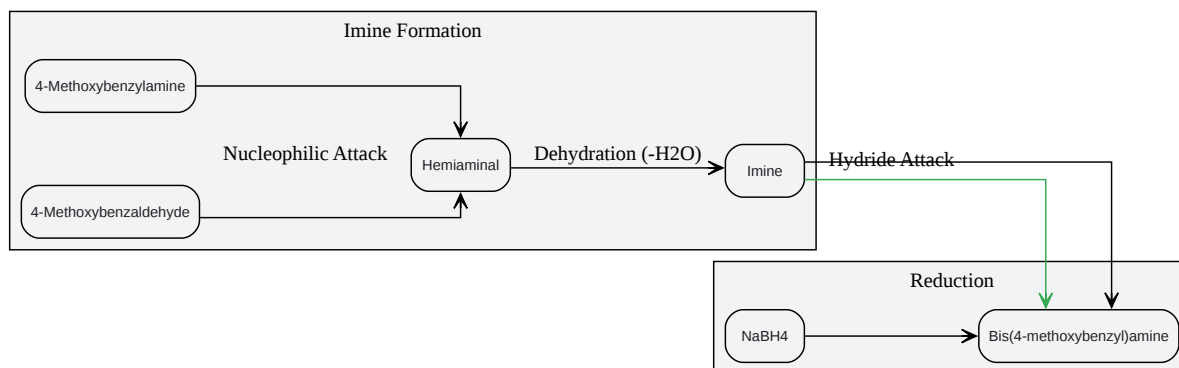 Imine Formation
4-Methoxybenzylamine
Nucleophilic Attack
Hemiaminal
Dehydration (-H2O)
Imine
Hydride Attack
4-Methoxybenzaldehyde
Reduction
NaBH4
Bis(4-methoxybenzyl)amine